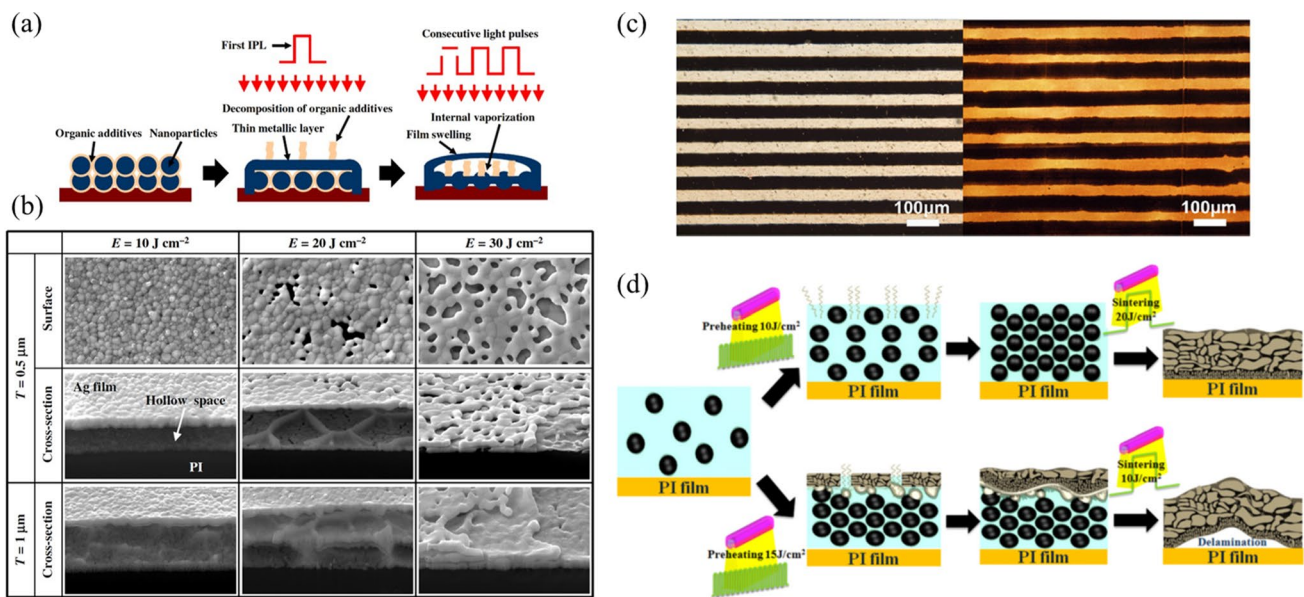 (a)
First IPL
Consecutive light pulses
Decomposition of organic additives
Organic additives
Nanoparticles
Thin metallic layer
Internal vaporization
Film swelling
(b)
E = 10 J cm⁻²
E = 20 J cm⁻²
E = 30 J cm⁻²
T = 0.5 μm
Surface
Cross-section
Ag film
Hollow space
PI
T = 1 μm
Cross-section
(c)
100μm
100μm
(d)
Preheating 10J/cm²
PI film
Sintering
20J/cm²
PI film
PI film
PI film
Preheating 15J/cm²
PI film
Sintering
10J/cm²
PI film
Delamination
PI film